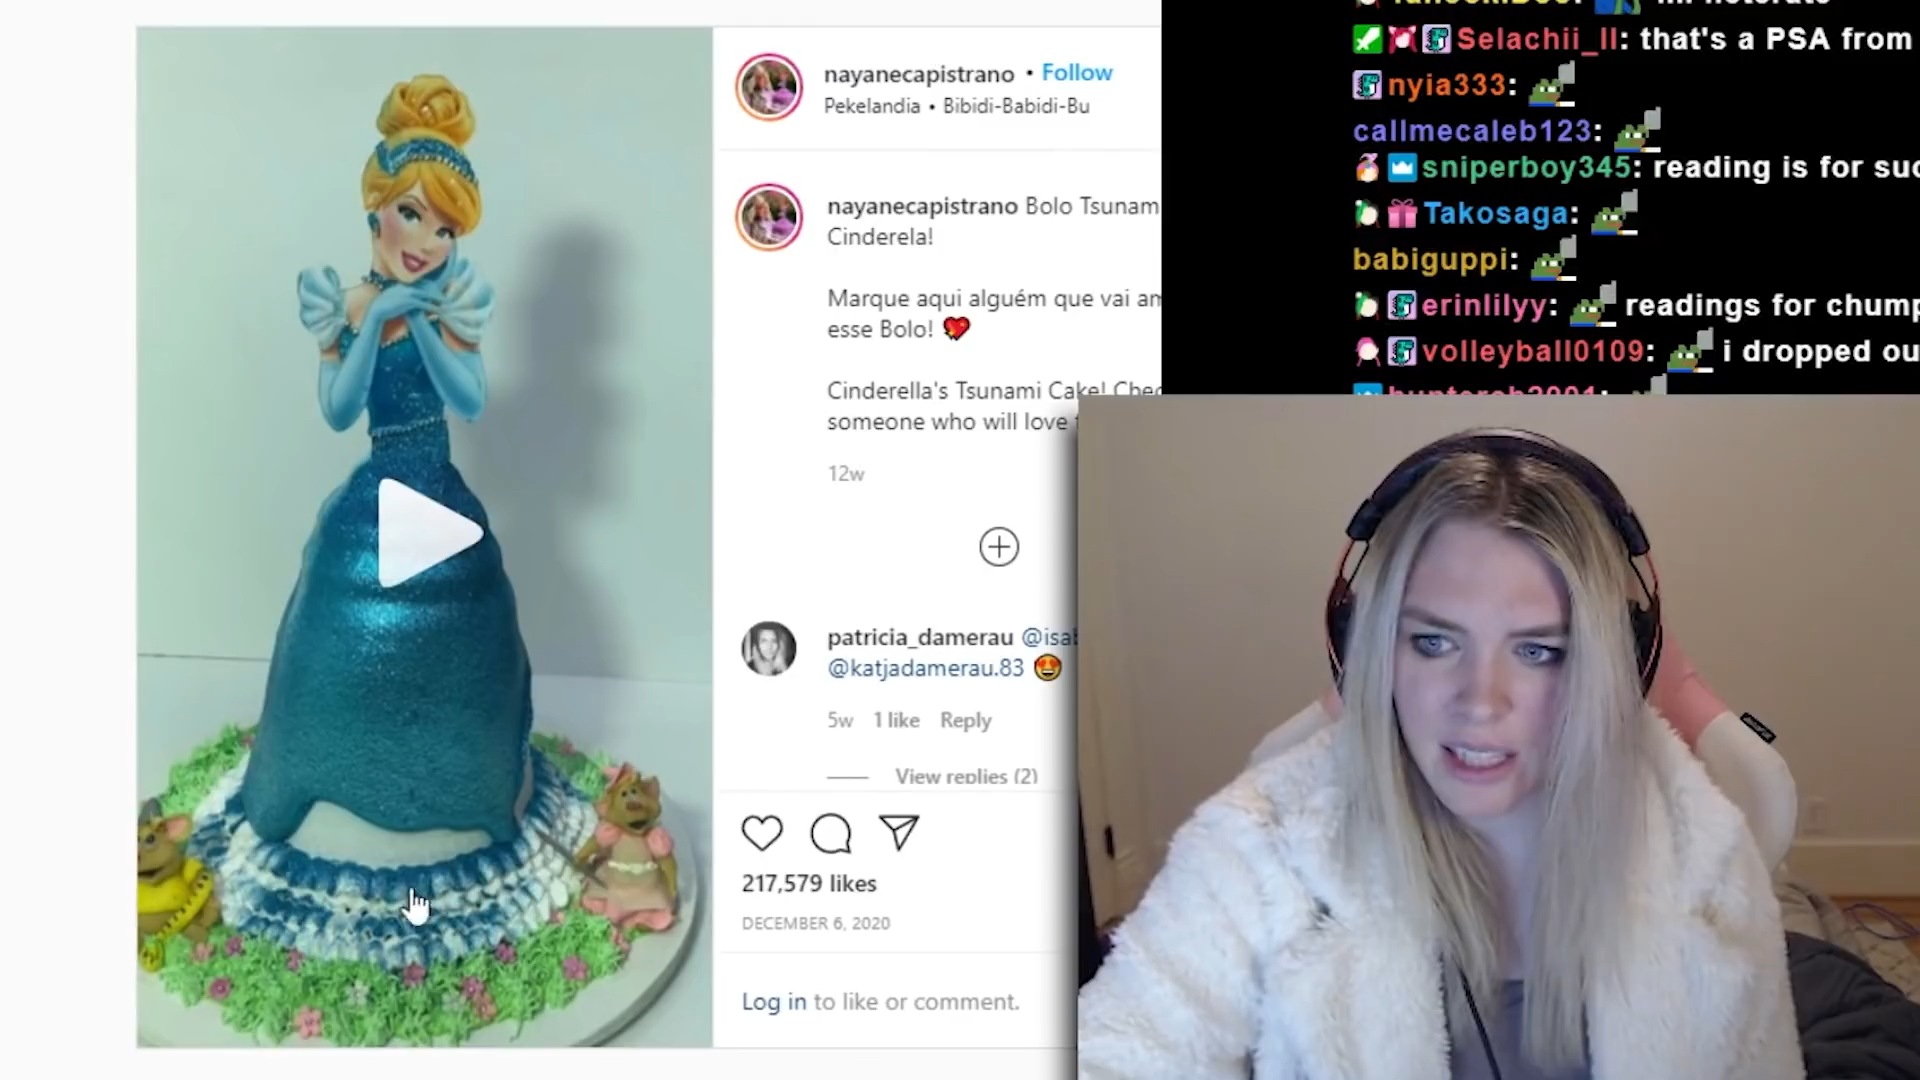 nayanecapistrano • Follow
Pekelandia • Bibidi-Babidi-Bu
nayanecapistrano Bolo Tsunam
Cinderela!
Marque aqui alguém que vai am
esse Bolo!
Cinderella's Tsunami Cake! Chec
someone who will love
12w
patricia_damerau @isab
@katjadamerau.83
5w 1 like Reply
View replies (2)
217,579 likes
DECEMBER 6, 2020
Log in to like or comment.
Selachii_II: that's a PSA from
nyia333:
callmecaleb123:
sniperboy345: reading is for suc
Takosaga:
babiguppi:
erinlilyy: readings for chump
volleyball0109: i dropped ou